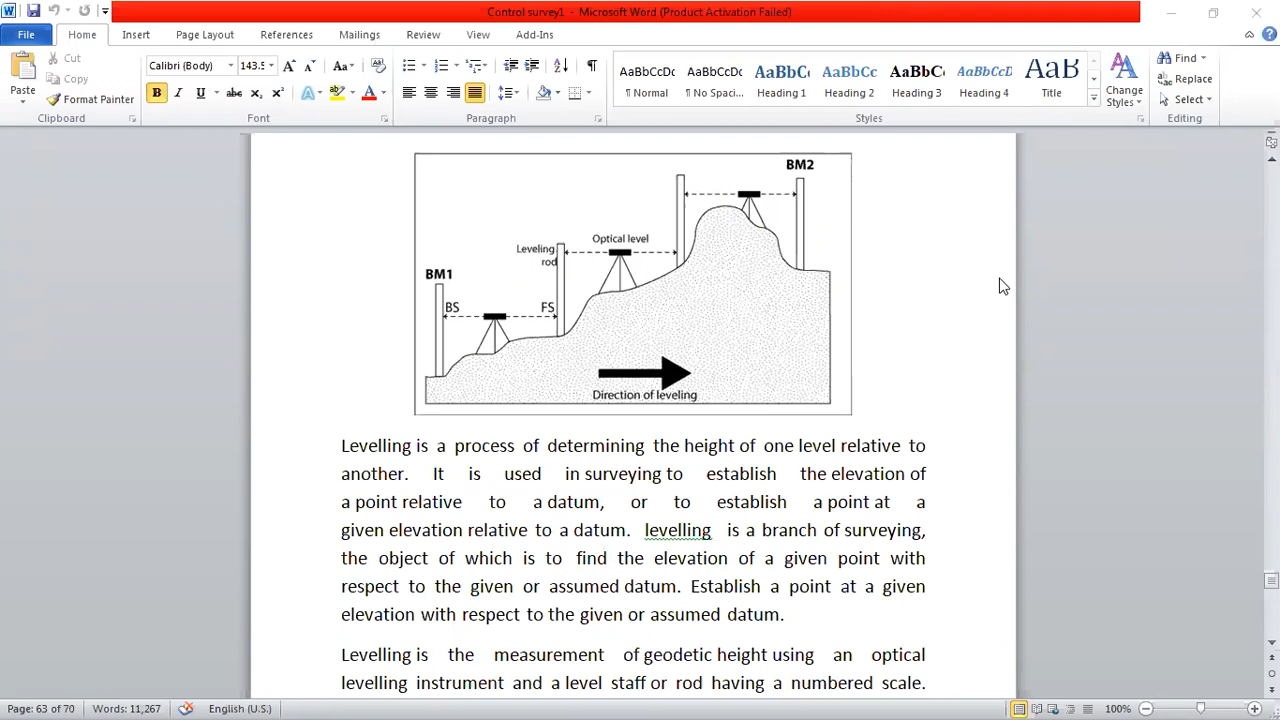 Control survey1 - Microsoft Word (Product Activation Failed)
File Home Insert Page Layout References Mailings Review View Add-Ins
Paste
Cut
Copy
Format Painter
Clipboard
Calibri (Body) 143.5
Font
Paragraph
AaBbCcDc AaBbCcDc AaBbC AaBbCc AaBbCc AaBbCcD AaB
¶ Normal ¶ No Spaci... Heading 1 Heading 2 Heading 3 Heading 4 Title
Change Styles
Styles
Find
Replace
Select
Editing
BM2
Optical level
Leveling
rod
BM1
BS FS
Direction of leveling
Levelling is a process of determining the height of one level relative to
another. It is used in surveying to establish the elevation of
a point relative to a datum, or to establish a point at a
given elevation relative to a datum. levelling is a branch of surveying,
the object of which is to find the elevation of a given point with
respect to the given or assumed datum. Establish a point at a given
elevation with respect to the given or assumed datum.
Levelling is the measurement of geodetic height using an optical
levelling instrument and a level staff or rod having a numbered scale.
Page: 63 of 70 Words: 11,267 English (U.S.) 100%